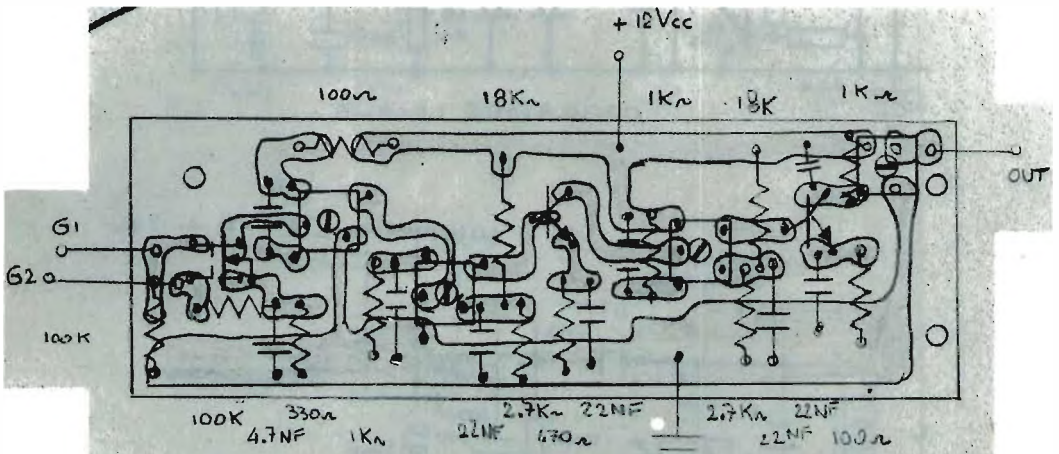 + 12Vcc
100Ω 18KΩ 1KΩ 18K 1KΩ
OUT
G1
G2
100K
100K 330Ω 2.7KΩ 22NF 2.7KΩ 22NF
4.7NF 1KΩ 22NF 470Ω 22NF 100Ω